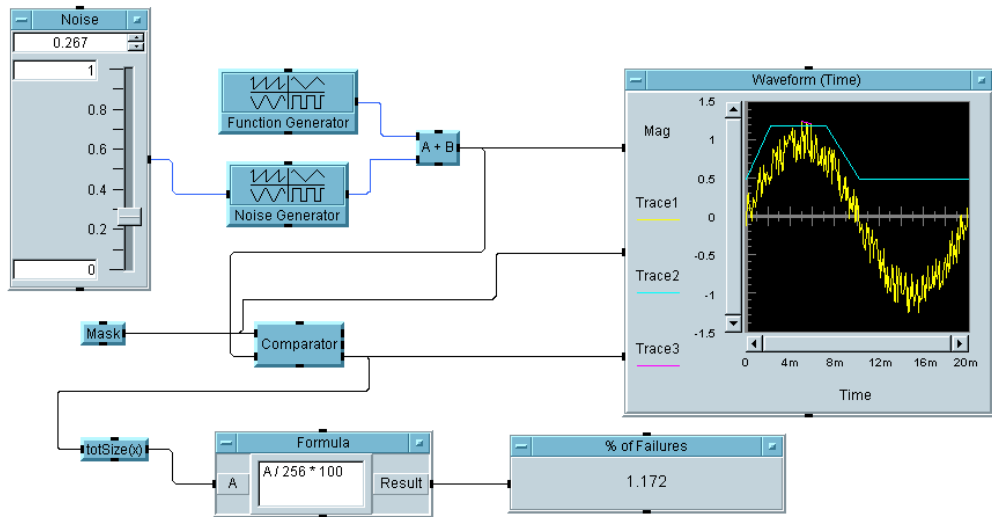 Noise
0.267
1
0.8
0.6
0.4
0.2
0
Function Generator
Noise Generator
A + B
Mask
Comparator
totSize(x)
Formula
A
A / 256 * 100
Result
% of Failures
1.172
Waveform (Time)
Mag
Trace1
Trace2
Trace3
1.5
1
0.5
0
-0.5
-1
-1.5
0 4m 8m 12m 16m 20m
Time